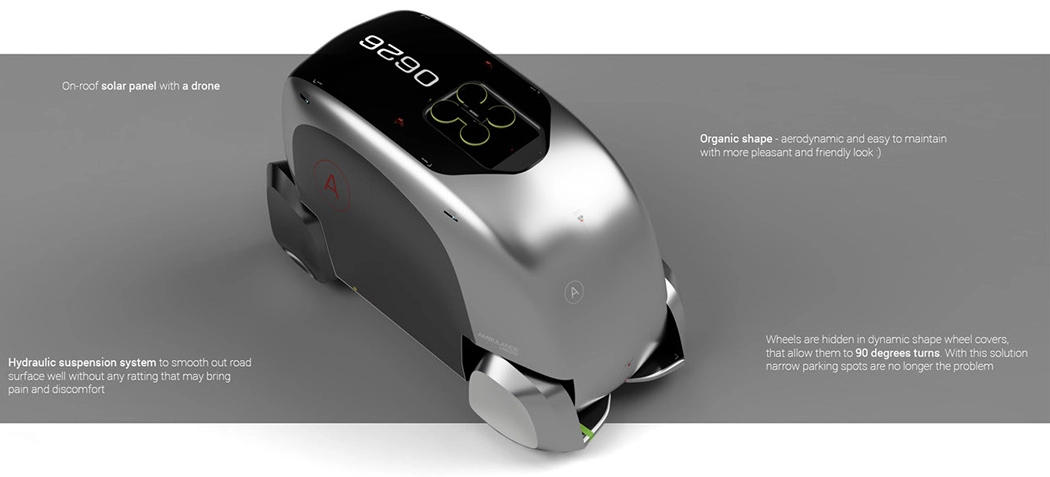 0626
On-roof solar panel with a drone
Organic shape - aerodynamic and easy to maintain
with more pleasant and friendly look :)
A
A
AMBULANCE
Wheels are hidden in dynamic shape wheel covers,
that allow them to 90 degrees turns. With this solution
narrow parking spots are no longer the problem
Hydraulic suspension system to smooth out road
surface well without any ratting that may bring
pain and discomfort